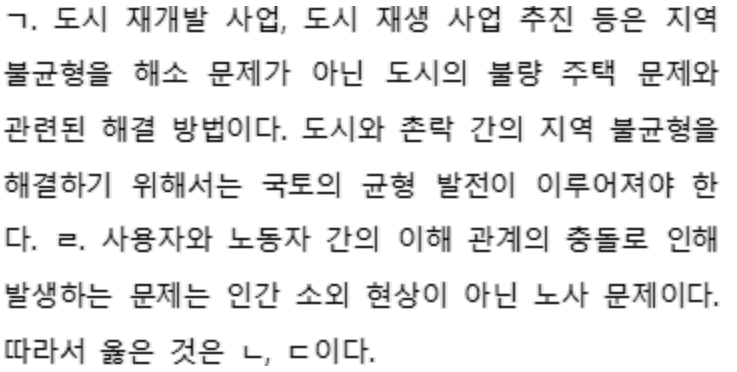 ㄱ. 도시 재개발 사업, 도시 재생 사업 추진 등은 지역
불균형을 해소 문제가 아닌 도시의 불량 주택 문제와
관련된 해결 방법이다. 도시와 촌락 간의 지역 불균형을
해결하기 위해서는 국토의 균형 발전이 이루어져야 한
다. ㄹ. 사용자와 노동자 간의 이해 관계의 충돌로 인해
발생하는 문제는 인간 소외 현상이 아닌 노사 문제이다.
따라서 옳은 것은 ㄴ, ㄷ이다.